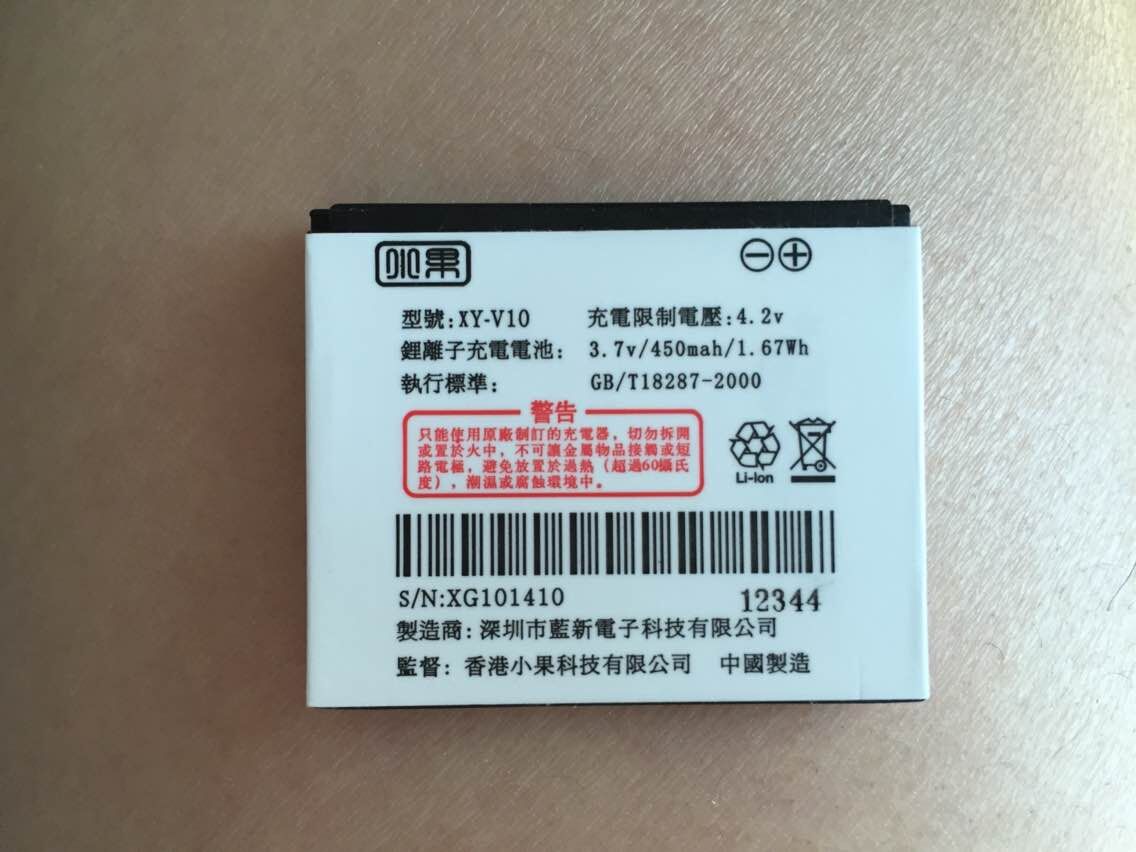 小果
型號:XY-V10 充電限制電壓:4.2v
鋰離子充電電池: 3.7v/450mah/1.67Wh
執行標準: GB/T18287-2000
警告
只能使用原廠制訂的充電器，切勿拆開
或置於火中，不可讓金屬物品接觸或短
路電極，避免放置於過熱（超過60攝氏
度），潮濕或腐蝕環境中。
Li-Ion
S/N:XG101410 12344
製造商:深圳市藍新電子科技有限公司
監督: 香港小果科技有限公司 中國製造